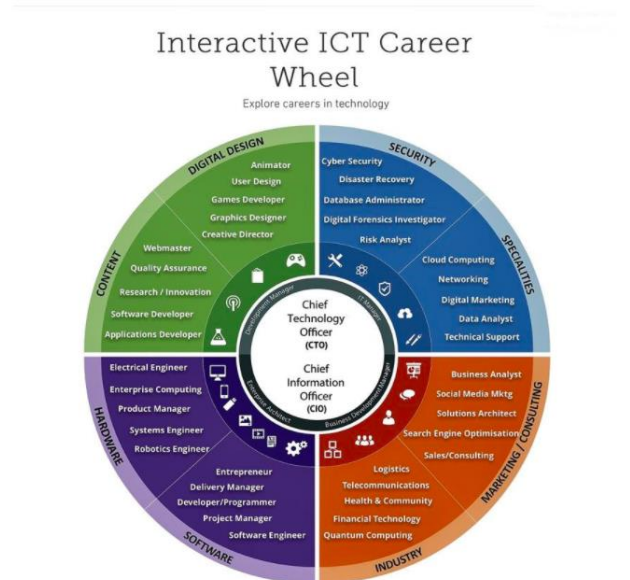 Interactive ICT Career
Wheel
Explore careers in technology
DIGITAL DESIGN
Animator
User Design
Games Developer
Graphics Designer
Creative Director
CONTENT
Webmaster
Quality Assurance
Research / Innovation
Software Developer
Applications Developer
SECURITY
Cyber Security
Disaster Recovery
Database Administrator
Digital Forensics Investigator
Risk Analyst
SPECIALITIES
Cloud Computing
Networking
Digital Marketing
Data Analyst
Technical Support
Development Manager
IT Manager
Chief
Technology
Officer
(CTO)
Chief
Information
Officer
(CIO)
Enterprise Architect
Business Development Manager
HARDWARE
Electrical Engineer
Enterprise Computing
Product Manager
Systems Engineer
Robotics Engineer
SOFTWARE
Entrepreneur
Delivery Manager
Developer/Programmer
Project Manager
Software Engineer
MARKETING / CONSULTING
Business Analyst
Social Media Mktg
Solutions Architect
Search Engine Optimisation
Sales/Consulting
INDUSTRY
Logistics
Telecommunications
Health & Community
Financial Technology
Quantum Computing